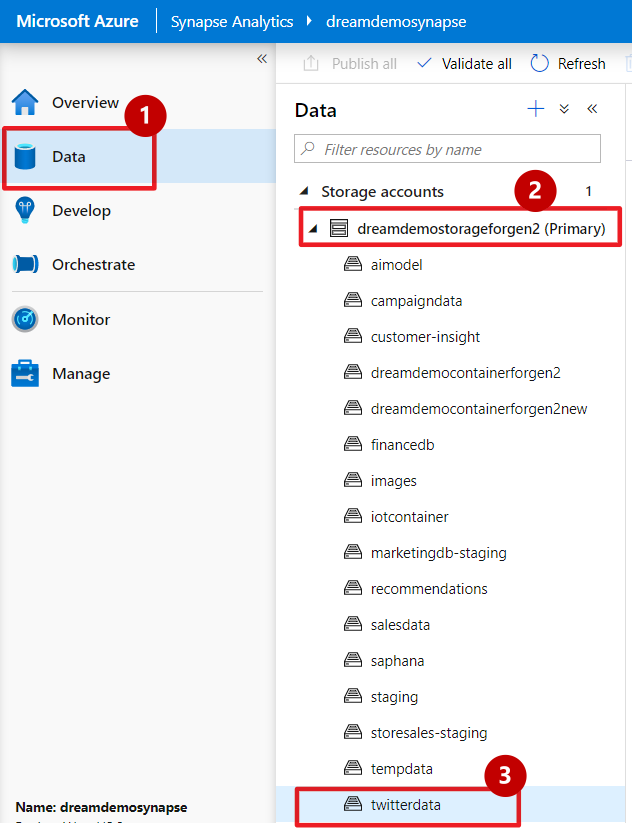 Microsoft Azure Synapse Analytics dreamdemosynapse
«
Publish all Validate all Refresh
Overview
1
Data
Develop
Orchestrate
Monitor
Manage
Name: dreamdemosynapse
Data
Filter resources by name
Storage accounts 2 1
dreamdemostorageforgen2 (Primary)
aimodel
campaigndata
customer-insight
dreamdemocontainerforgen2
dreamdemocontainerforgen2new
financedb
images
iotcontainer
marketingdb-staging
recommendations
salesdata
saphana
staging
storesales-staging
tempdata
3
twitterdata